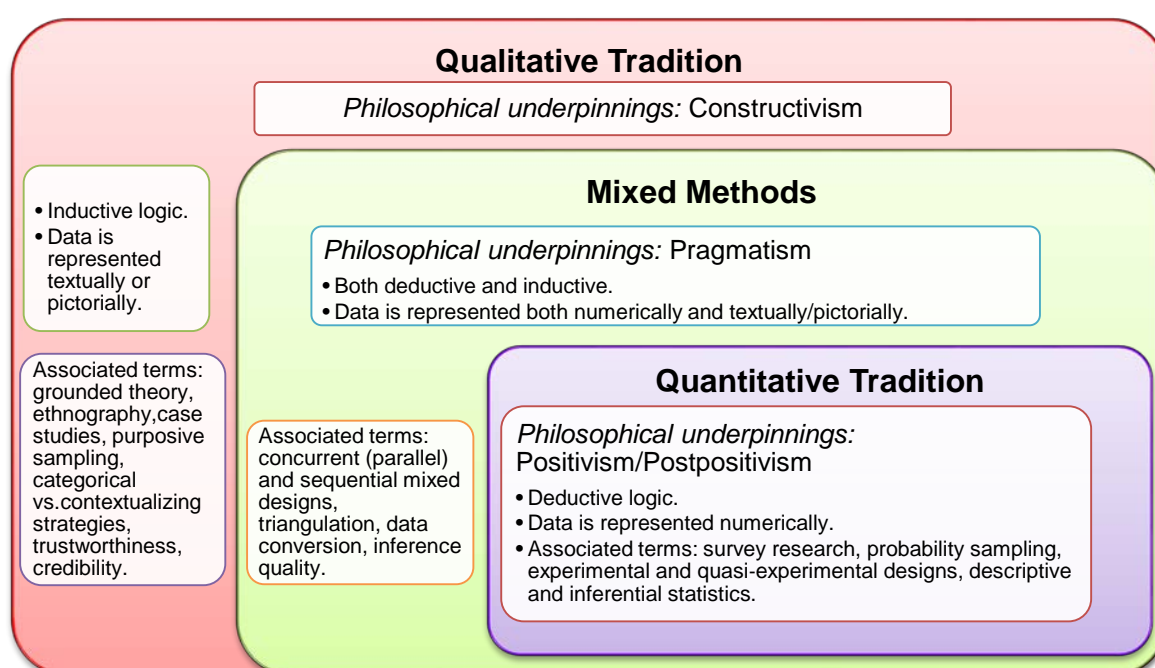 Qualitative Tradition
Philosophical underpinnings: Constructivism
• Inductive logic.
• Data is
represented
textually or
pictorially.
Associated terms:
grounded theory,
ethnography,case
studies, purposive
sampling,
categorical
vs.contextualizing
strategies,
trustworthiness,
credibility.
Mixed Methods
Philosophical underpinnings: Pragmatism
• Both deductive and inductive.
• Data is represented both numerically and textually/pictorially.
Associated terms:
concurrent (parallel)
and sequential mixed
designs,
triangulation, data
conversion, inference
quality.
Quantitative Tradition
Philosophical underpinnings:
Positivism/Postpositivism
• Deductive logic.
• Data is represented numerically.
• Associated terms: survey research, probability sampling,
experimental and quasi-experimental designs, descriptive
and inferential statistics.